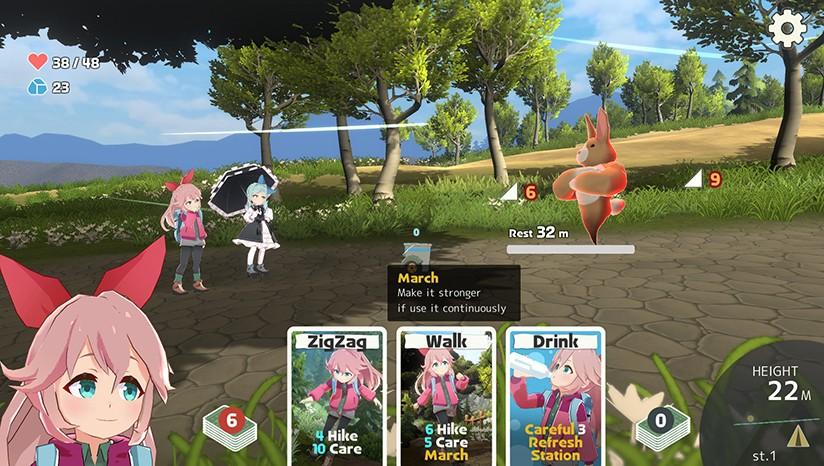 38 / 48
23
6
9
Rest 32 m
0
March
Make it stronger
if use it continuously
ZigZag
4 Hike
10 Care
Walk
6 Hike
5 Care
March
Drink
Careful 3
Refresh
Station
6
0
HEIGHT
22 M
st.1